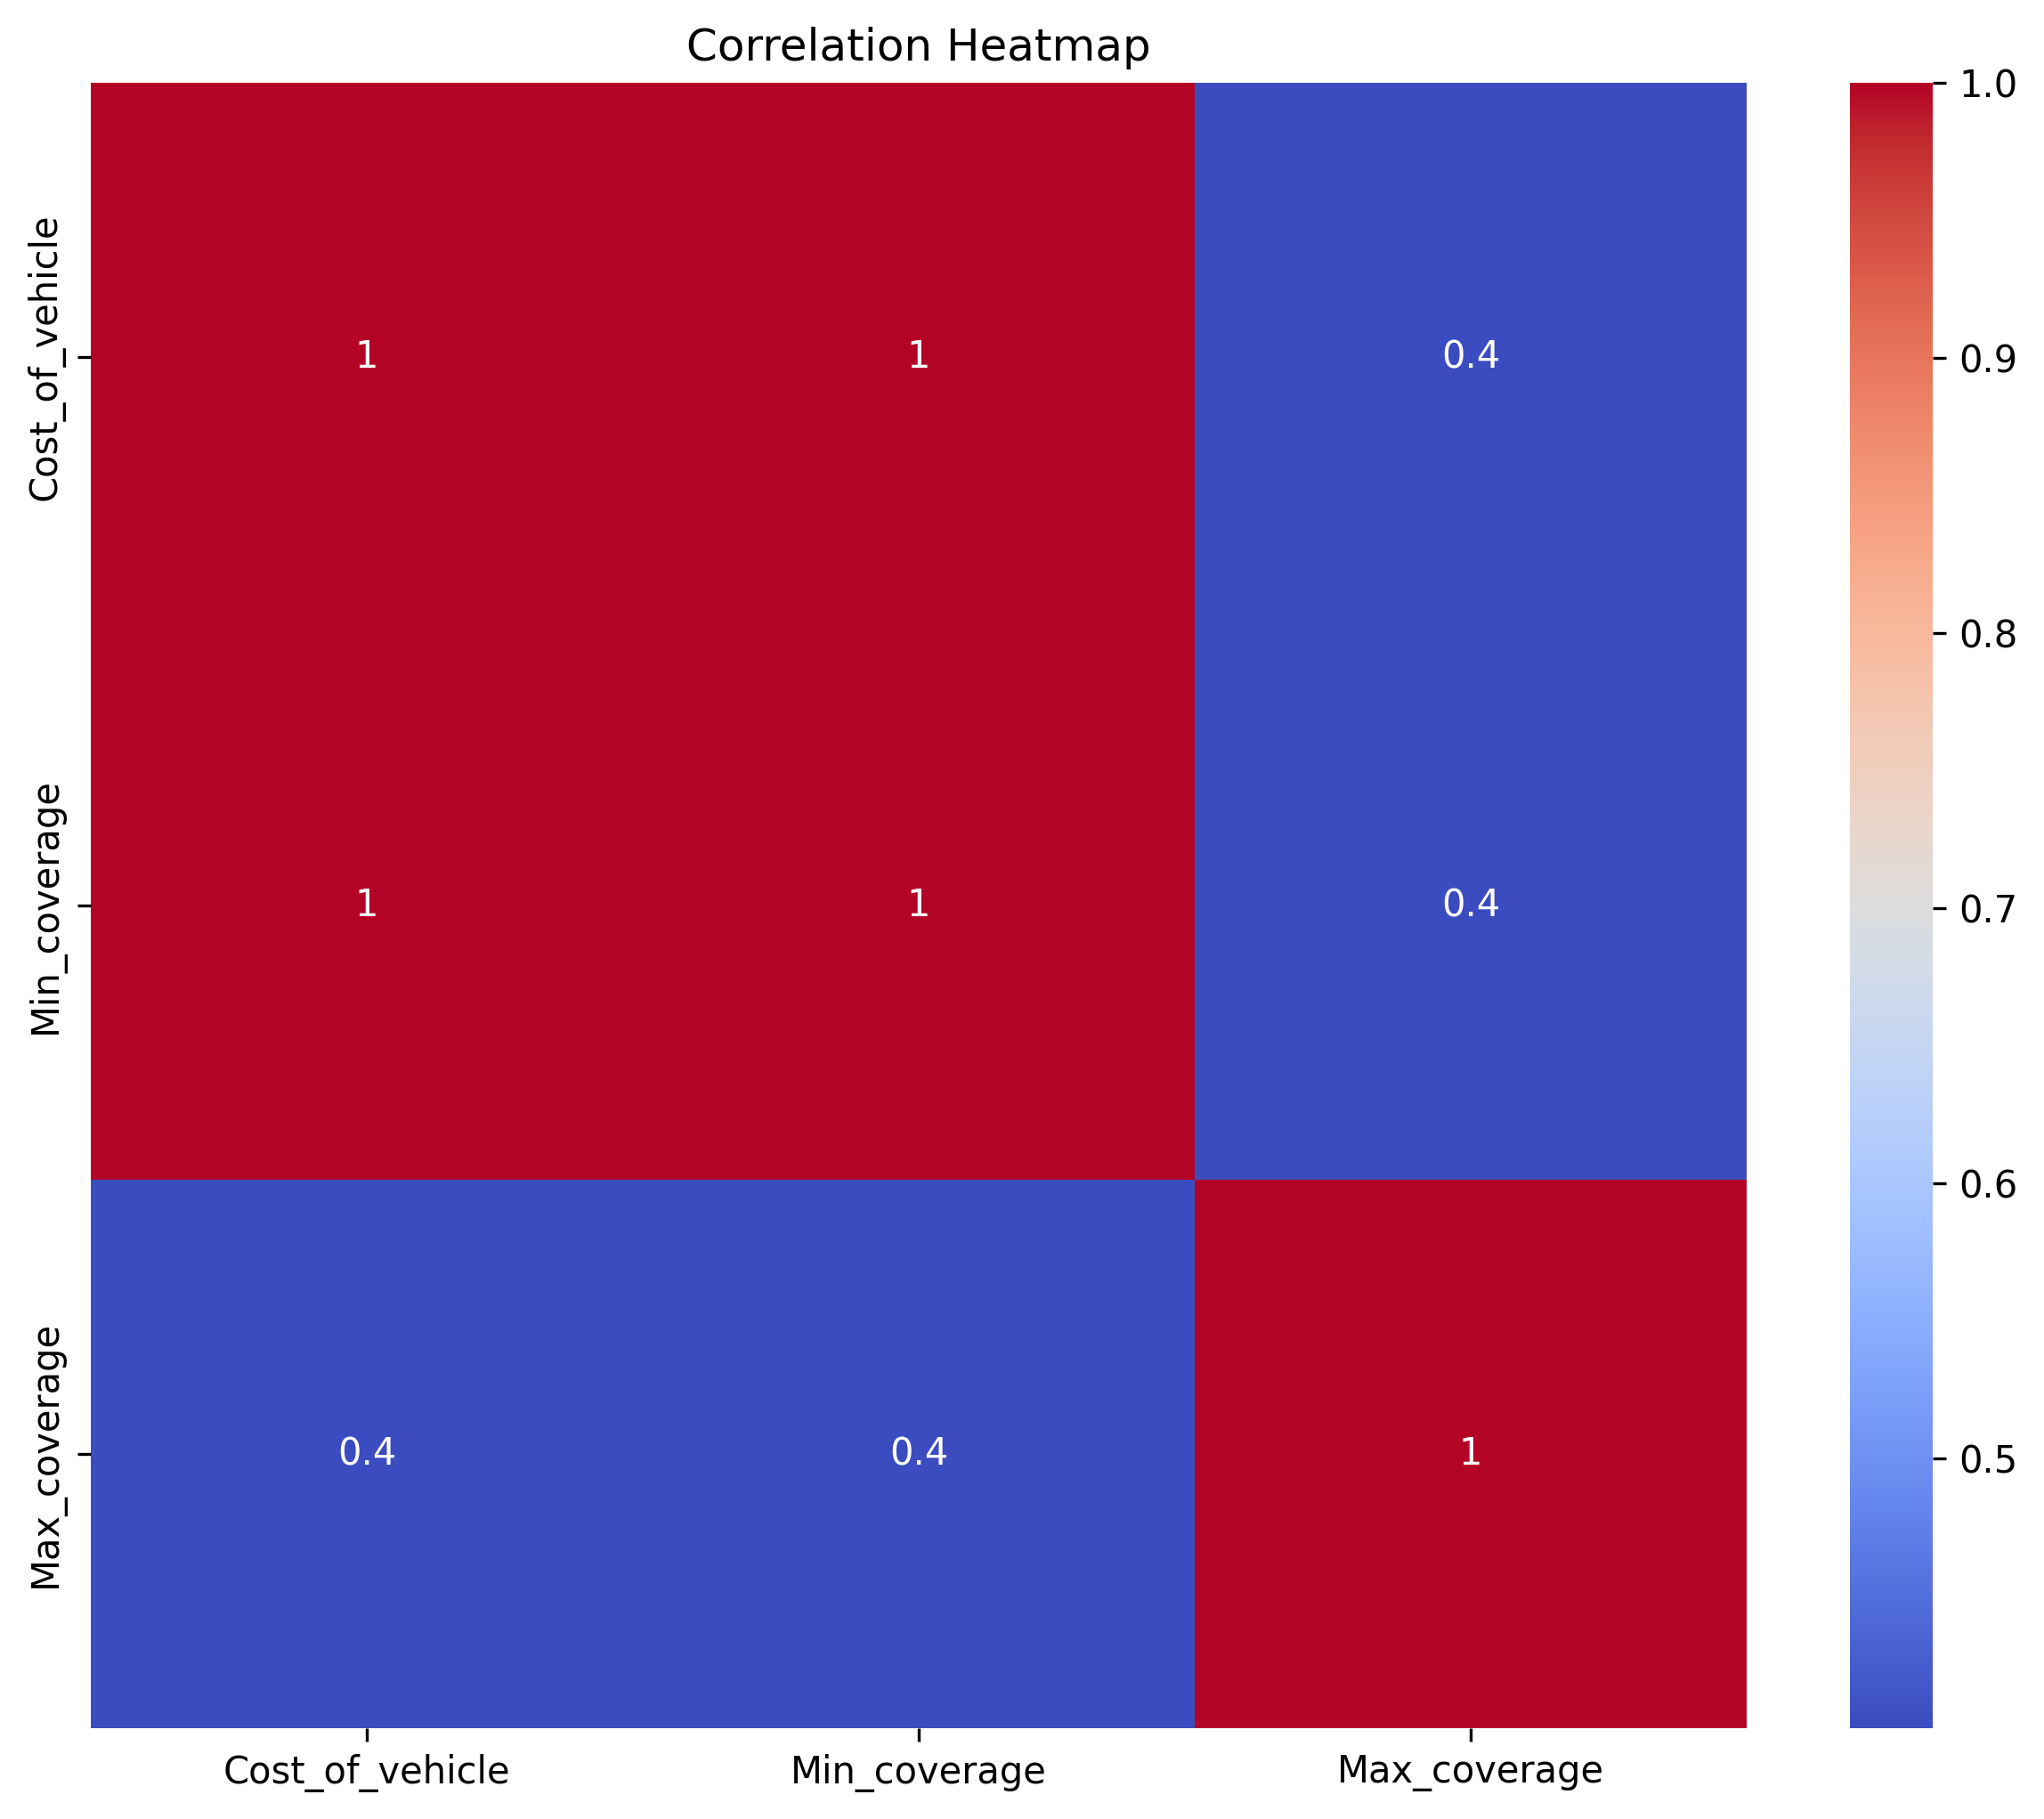 Correlation Heatmap
Cost_of_vehicle
1 1 0.4
Min_coverage
1 1 0.4
Max_coverage
0.4 0.4 1
Cost_of_vehicle Min_coverage Max_coverage
1.0
0.9
0.8
0.7
0.6
0.5